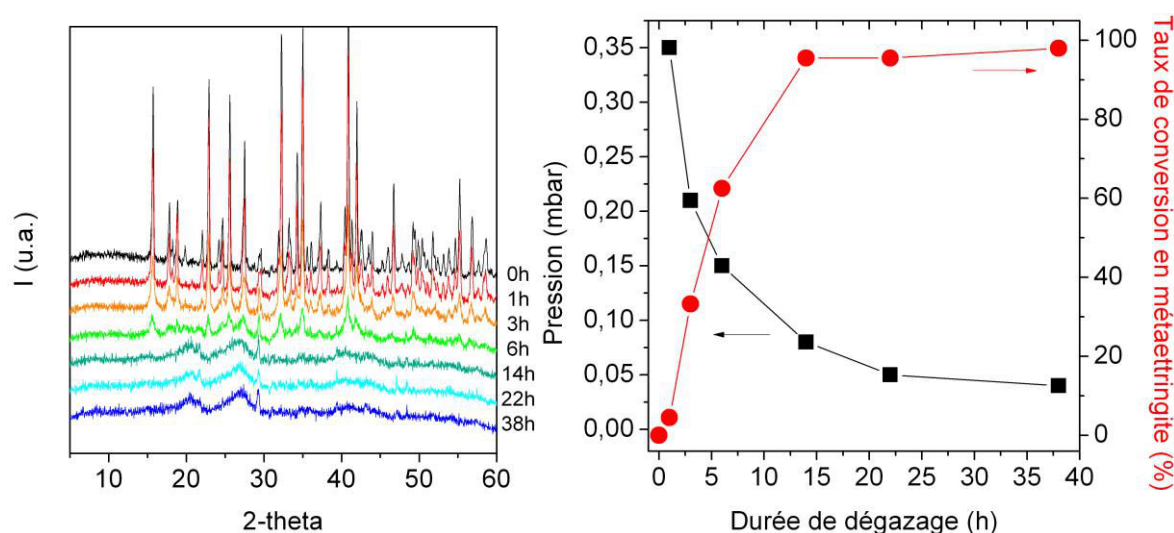 I (u.a.)
0h
1h
3h
6h
14h
22h
38h
10 20 30 40 50 60
2-theta
Pression (mbar)
0,35
0,30
0,25
0,20
0,15
0,10
0,05
0,00
0 5 10 15 20 25 30 35 40
Durée de dégazage (h)
100
80
60
40
20
0
Taux de conversion en métaettringite (%)